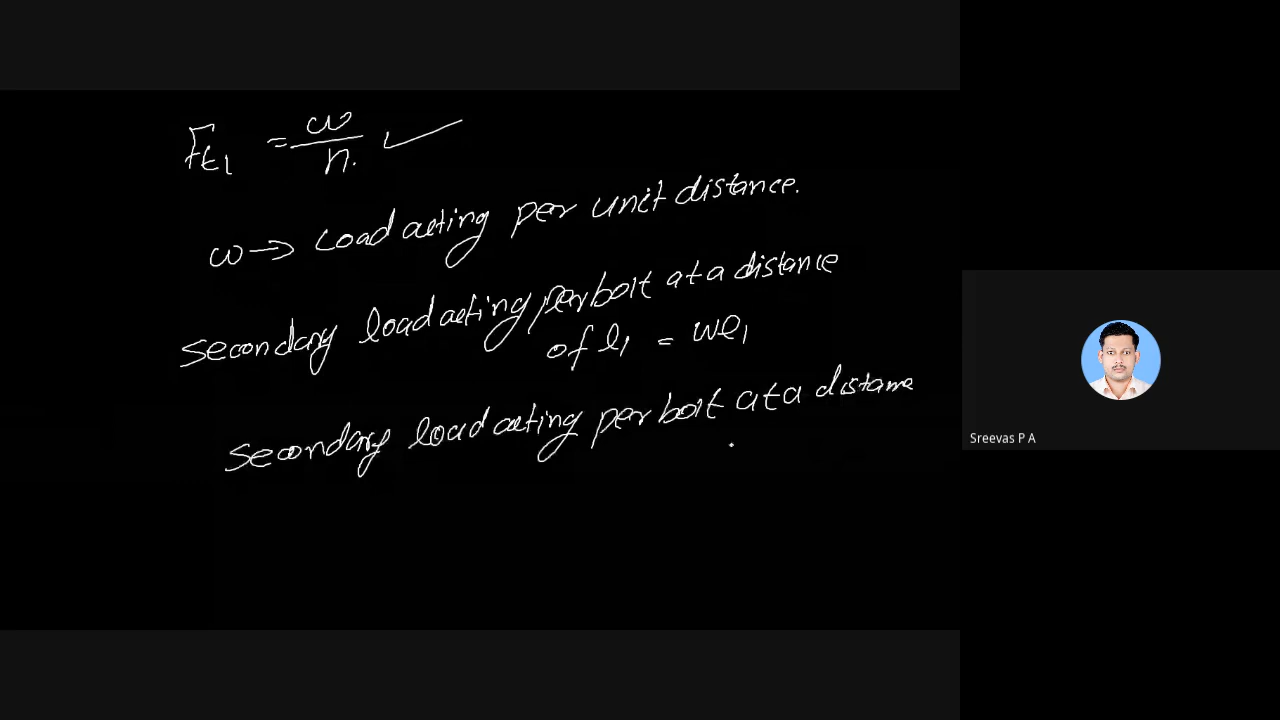 Ft1 = w/n.
w → Load acting per unit distance.
Secondary load acting per bolt at a distance
of l1 = wl1
Secondary load acting per bolt at a distance
Sreevas P A